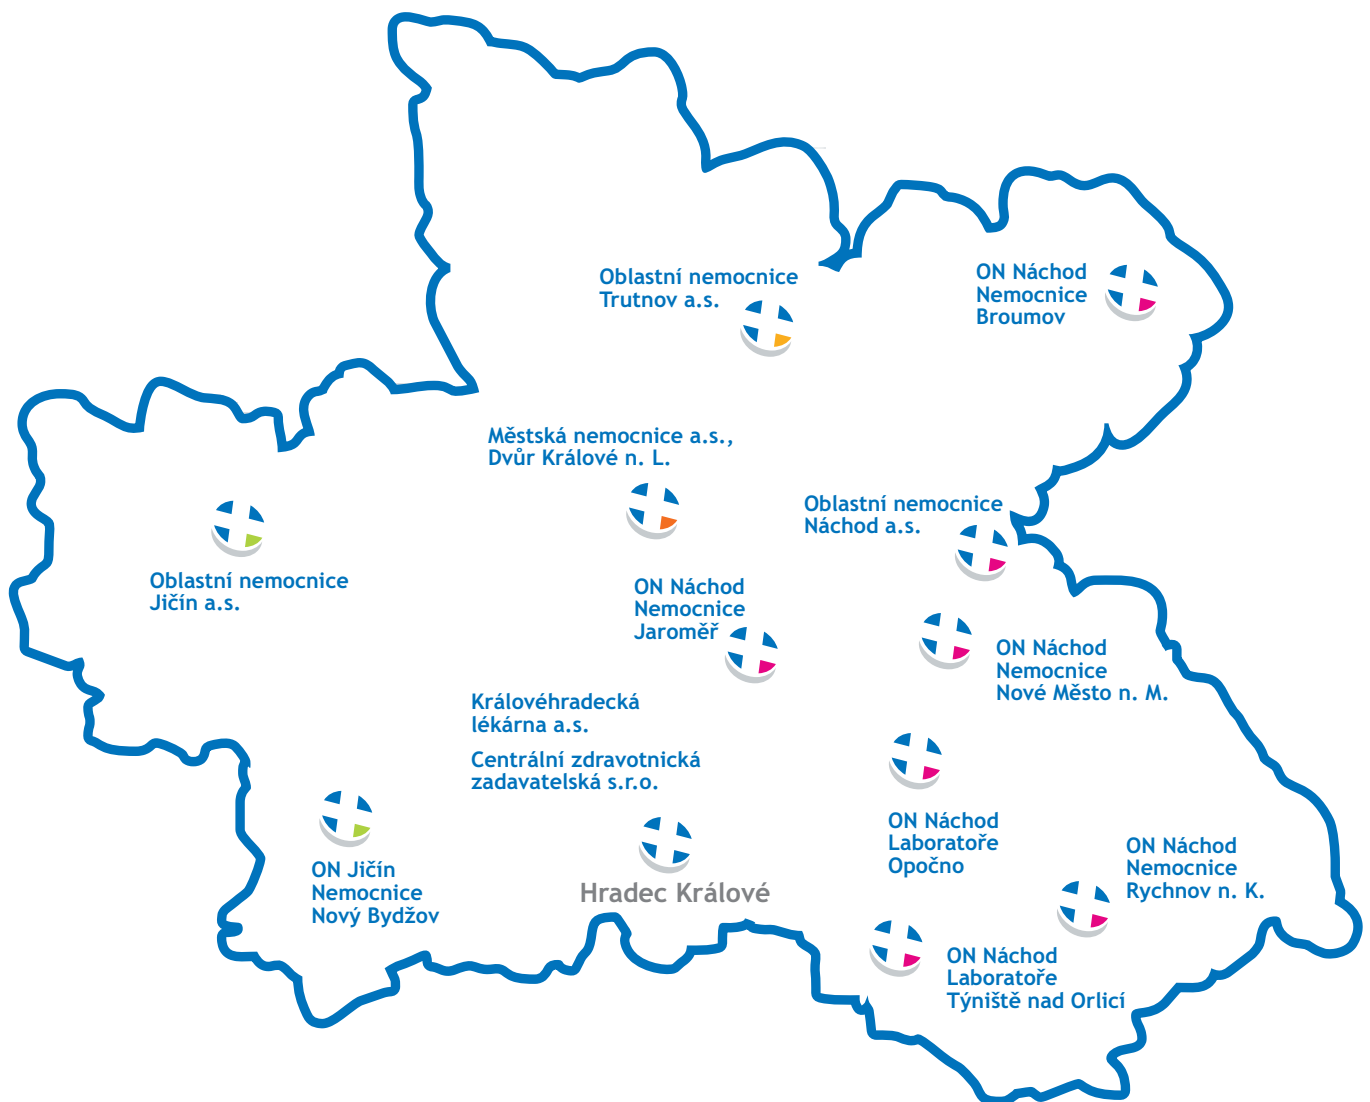 Oblastní nemocnice
Trutnov a.s.
ON Náchod
Nemocnice
Broumov
Městská nemocnice a.s.,
Dvůr Králové n. L.
Oblastní nemocnice
Náchod a.s.
Oblastní nemocnice
Jičín a.s.
ON Náchod
Nemocnice
Jaroměř
ON Náchod
Nemocnice
Nové Město n. M.
Královéhradecká
lékárna a.s.
Centrální zdravotnická
zadavatelská s.r.o.
ON Náchod
Laboratoře
Opočno
ON Náchod
Nemocnice
Rychnov n. K.
ON Jičín
Nemocnice
Nový Bydžov
Hradec Králové
ON Náchod
Laboratoře
Týniště nad Orlicí